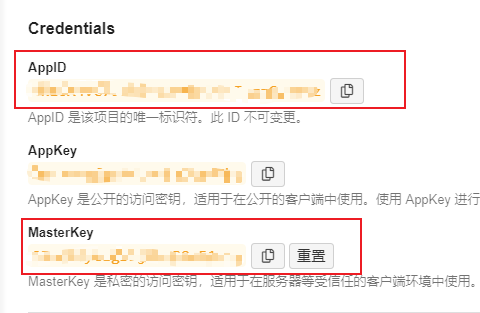 Credentials
AppID
AppID 是该项目的唯一标识符。此 ID 不可变更。
AppKey
AppKey 是公开的访问密钥，适用于在公开的客户端中使用。使用 AppKey 进行
MasterKey
重置
MasterKey 是私密的访问密钥，适用于在服务器等受信任的客户端环境中使用。